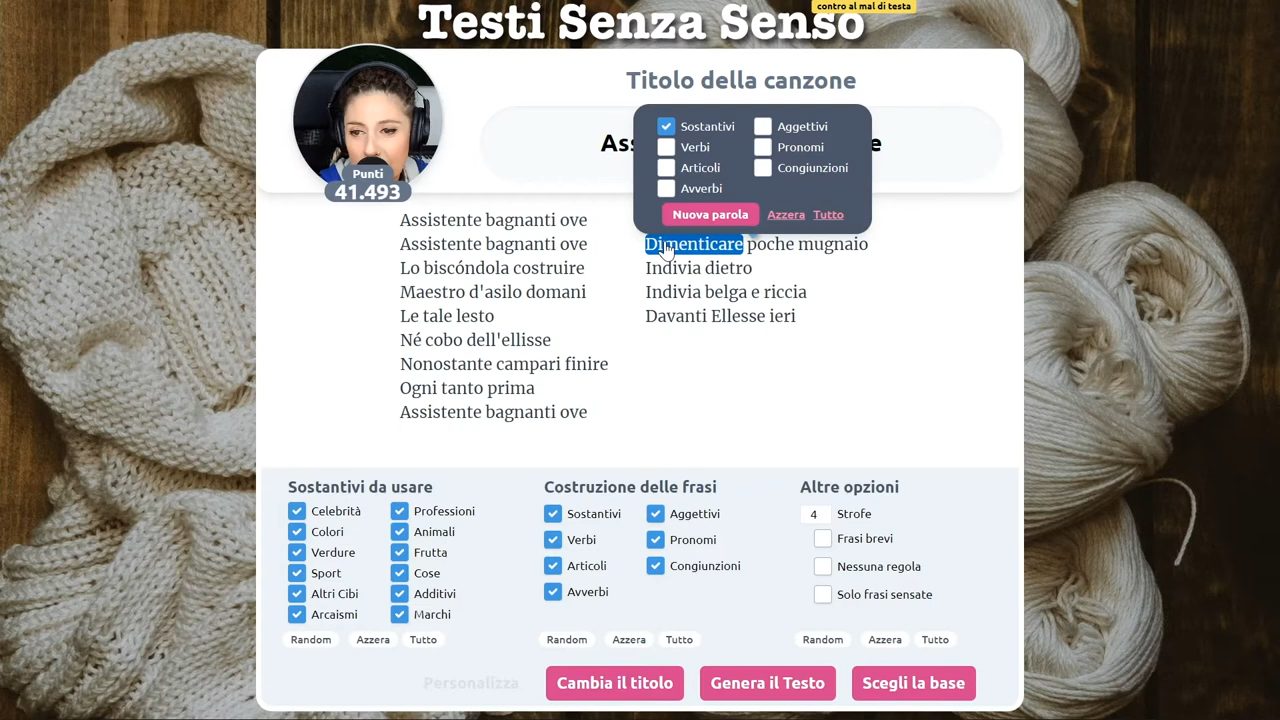 contro al mal di testa
Testi Senza Senso
Titolo della canzone
Ass
e
Punti
41.493
Sostantivi
Aggettivi
Verbi
Pronomi
Articoli
Congiunzioni
Avverbi
Nuova parola
Azzera
Tutto
Assistente bagnanti ove
Assistente bagnanti ove
Lo biscóndola costruire
Maestro d'asilo domani
Le tale lesto
Né cobo dell'ellisse
Nonostante campari finire
Ogni tanto prima
Assistente bagnanti ove
Dimenticare poche mugnaio
Indivia dietro
Indivia belga e riccia
Davanti Ellesse ieri
Sostantivi da usare
Celebrità
Professioni
Colori
Animali
Verdure
Frutta
Sport
Cose
Altri Cibi
Additivi
Arcaismi
Marchi
Random
Azzera
Tutto
Costruzione delle frasi
Sostantivi
Aggettivi
Verbi
Pronomi
Articoli
Congiunzioni
Avverbi
Random
Azzera
Tutto
Altre opzioni
4 Strofe
Frasi brevi
Nessuna regola
Solo frasi sensate
Random
Azzera
Tutto
Personalizza
Cambia il titolo
Genera il Testo
Scegli la base